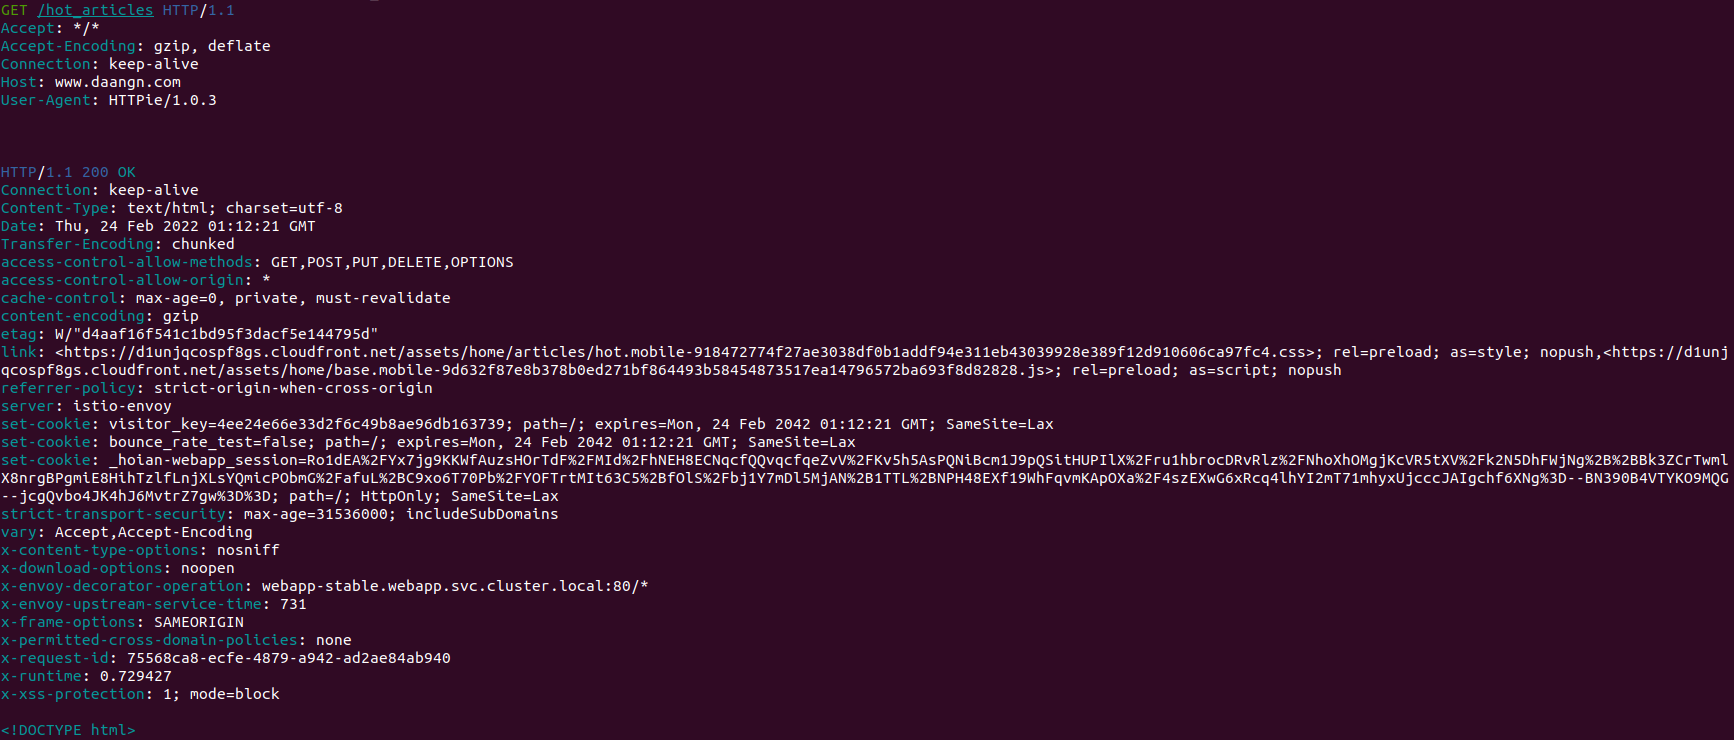 GET /hot_articles HTTP/1.1
Accept: */*
Accept-Encoding: gzip, deflate
Connection: keep-alive
Host: www.daangn.com
User-Agent: HTTPie/1.0.3
HTTP/1.1 200 OK
Connection: keep-alive
Content-Type: text/html; charset=utf-8
Date: Thu, 24 Feb 2022 01:12:21 GMT
Transfer-Encoding: chunked
access-control-allow-methods: GET,POST,PUT,DELETE,OPTIONS
access-control-allow-origin: *
cache-control: max-age=0, private, must-revalidate
content-encoding: gzip
etag: W/"d4aaf16f541c1bd95f3dacf5e144795d"
link: <https://d1unjqcospf8gs.cloudfront.net/assets/home/articles/hot.mobile-918472774f27ae3038df0b1addf94e311eb43039928e389f12d910606ca97fc4.css>; rel=preload; as=style; nopush,<https://d1unj
qcospf8gs.cloudfront.net/assets/home/base.mobile-9d632f87e8b378b0ed271bf864493b58454873517ea14796572ba693f8d82828.js>; rel=preload; as=script; nopush
referrer-policy: strict-origin-when-cross-origin
server: istio-envoy
set-cookie: visitor_key=4ee24e66e33d2f6c49b8ae96db163739; path=/; expires=Mon, 24 Feb 2042 01:12:21 GMT; SameSite=Lax
set-cookie: bounce_rate_test=false; path=/; expires=Mon, 24 Feb 2042 01:12:21 GMT; SameSite=Lax
set-cookie: _hoian-webapp_session=Ro1dEA%2FYx7jg9KKWfAuzsHOrTdF%2FMId%2FhNEH8ECNqcfQQvqcfqeZvV%2FKv5h5AsPQNiBcm1J9pQSitHUPIlX%2Fru1hbrocDRvRlz%2FNhoXhOMgjKcVR5tXV%2Fk2N5DhFWjNg%2B%2BBk3ZCrTwml
X8nrgBPgmiE8HihTzlfLnjXLsYQmicPObmG%2FafuL%2BC9xo6T70Pb%2FYOFTrtMIt63C5%2BfOlS%2Fbj1Y7mDl5MjAN%2B1TTL%2BNPH48EXf19WhFqvmKApOXa%2F4szEXwG6xRcq4lhYI2mT71mhyxUjcccJAIgchf6XNg%3D--BN390B4VTYKO9MQG
--jcgQvbo4JK4hJ6MvtrZ7gw%3D%3D; path=/; HttpOnly; SameSite=Lax
strict-transport-security: max-age=31536000; includeSubDomains
vary: Accept,Accept-Encoding
x-content-type-options: nosniff
x-download-options: noopen
x-envoy-decorator-operation: webapp-stable.webapp.svc.cluster.local:80/*
x-envoy-upstream-service-time: 731
x-frame-options: SAMEORIGIN
x-permitted-cross-domain-policies: none
x-request-id: 75568ca8-ecfe-4879-a942-ad2ae84ab940
x-runtime: 0.729427
x-xss-protection: 1; mode=block
<!DOCTYPE html>